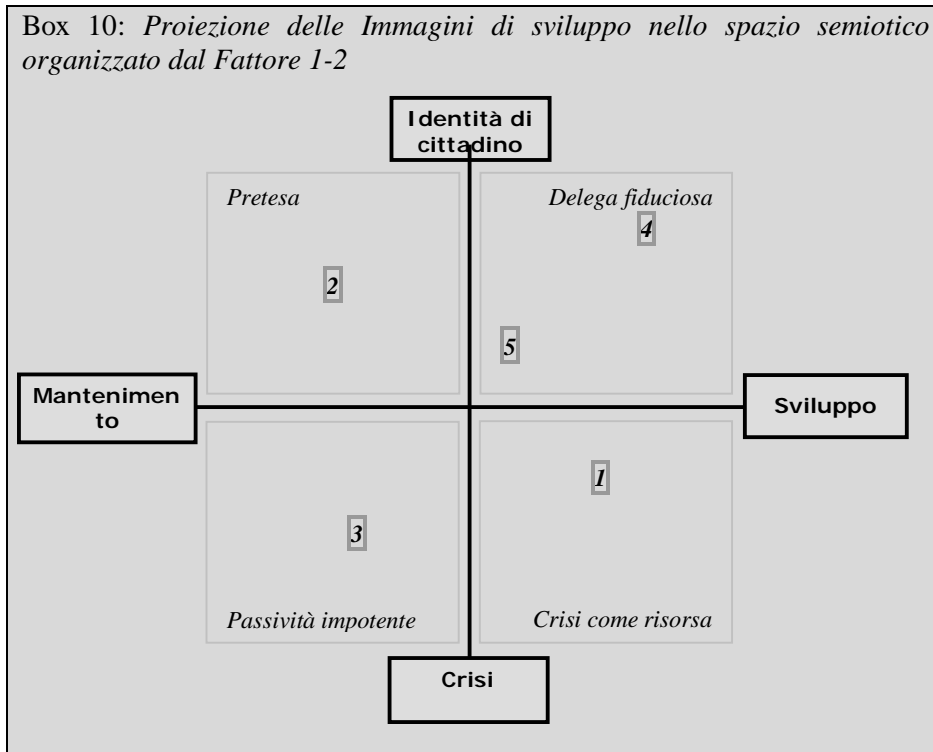 Box 10: Proiezione delle Immagini di sviluppo nello spazio semiotico
organizzato dal Fattore 1-2
Identità di
cittadino
Pretesa
Delega fiduciosa
4
2
5
Mantenimen
to
Sviluppo
1
3
Passività impotente
Crisi come risorsa
Crisi